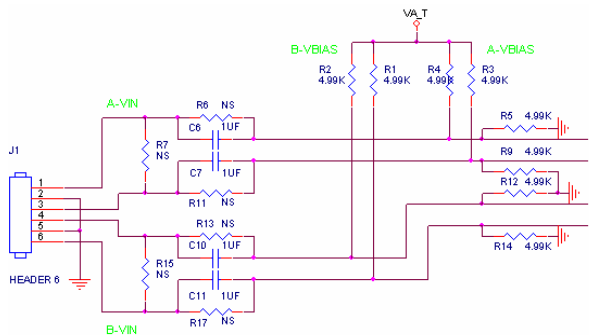 VA_T
B-VBIAS
A-VBIAS
R2
4.99K
R1
4.99K
R4
4.99K
R3
4.99K
A-VIN
R6 NS
C6 1UF
R5 4.99K
R7
NS
C7 1UF
R9 4.99K
R11 NS
R12 4.99K
J1
1
2
3
4
5
6
HEADER 6
R13 NS
C10 1UF
R14 4.99K
R15
NS
C11 1UF
R17 NS
B-VIN